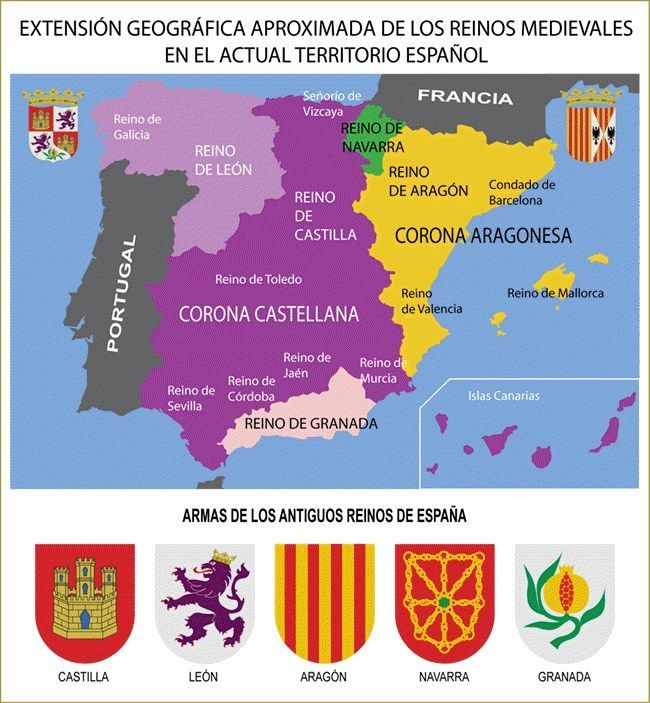 EXTENSIÓN GEOGRÁFICA APROXIMADA DE LOS REINOS MEDIEVALES
EN EL ACTUAL TERRITORIO ESPAÑOL
Señorío de
Vizcaya
FRANCIA
Reino de
Galicia
REINO DE
NAVARRA
REINO
DE LEÓN
REINO
DE ARAGÓN
Condado de
Barcelona
REINO
DE
CASTILLA
CORONA ARAGONESA
PORTUGAL
Reino de Toledo
CORONA CASTELLANA
Reino
de Valencia
Reino de Mallorca
Reino de
Jaén
Reino de
Murcia
Reino de
Córdoba
Reino de
Sevilla
REINO DE GRANADA
Islas Canarias
ARMAS DE LOS ANTIGUOS REINOS DE ESPAÑA
CASTILLA
LEÓN
ARAGÓN
NAVARRA
GRANADA